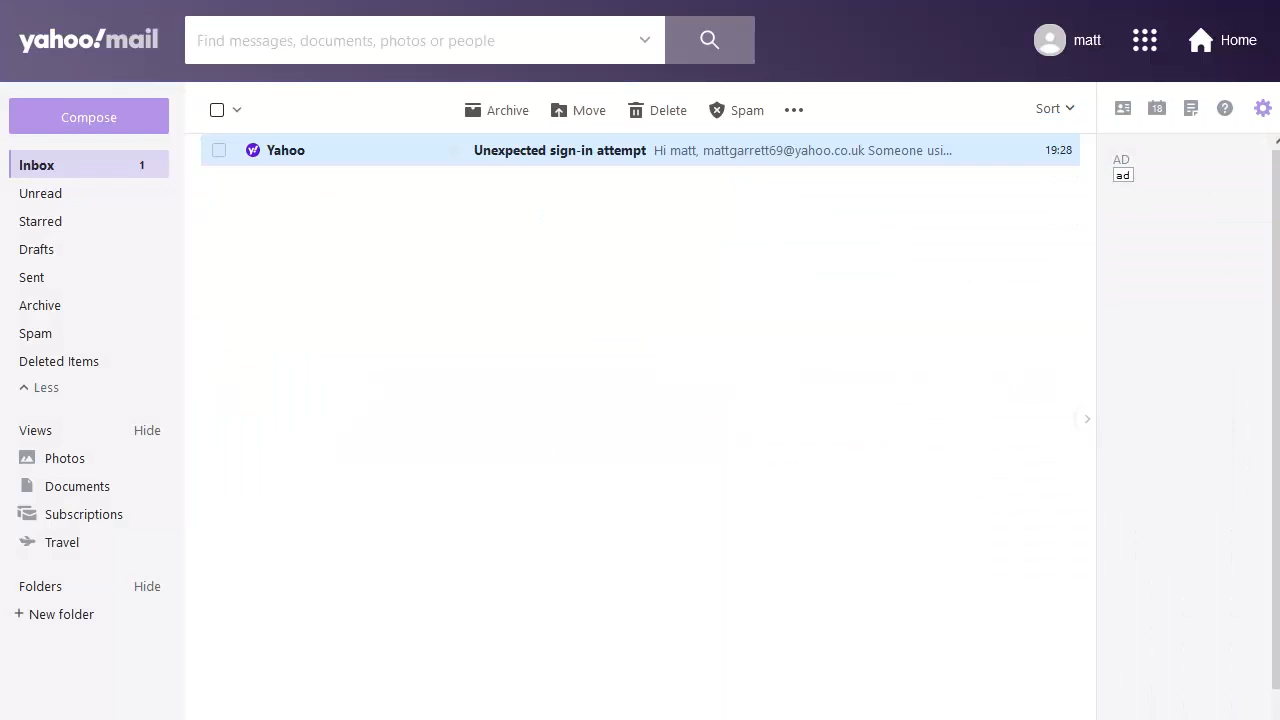 yahoo!mail
Find messages, documents, photos or people
matt
Home
Compose
Archive
Move
Delete
Spam
Sort
18
Inbox 1
Yahoo Unexpected sign-in attempt Hi matt, mattgarrett69@yahoo.co.uk Someone usi... 19:28
AD
ad
Unread
Starred
Drafts
Sent
Archive
Spam
Deleted Items
Less
Views Hide
Photos
Documents
Subscriptions
Travel
Folders Hide
+ New folder